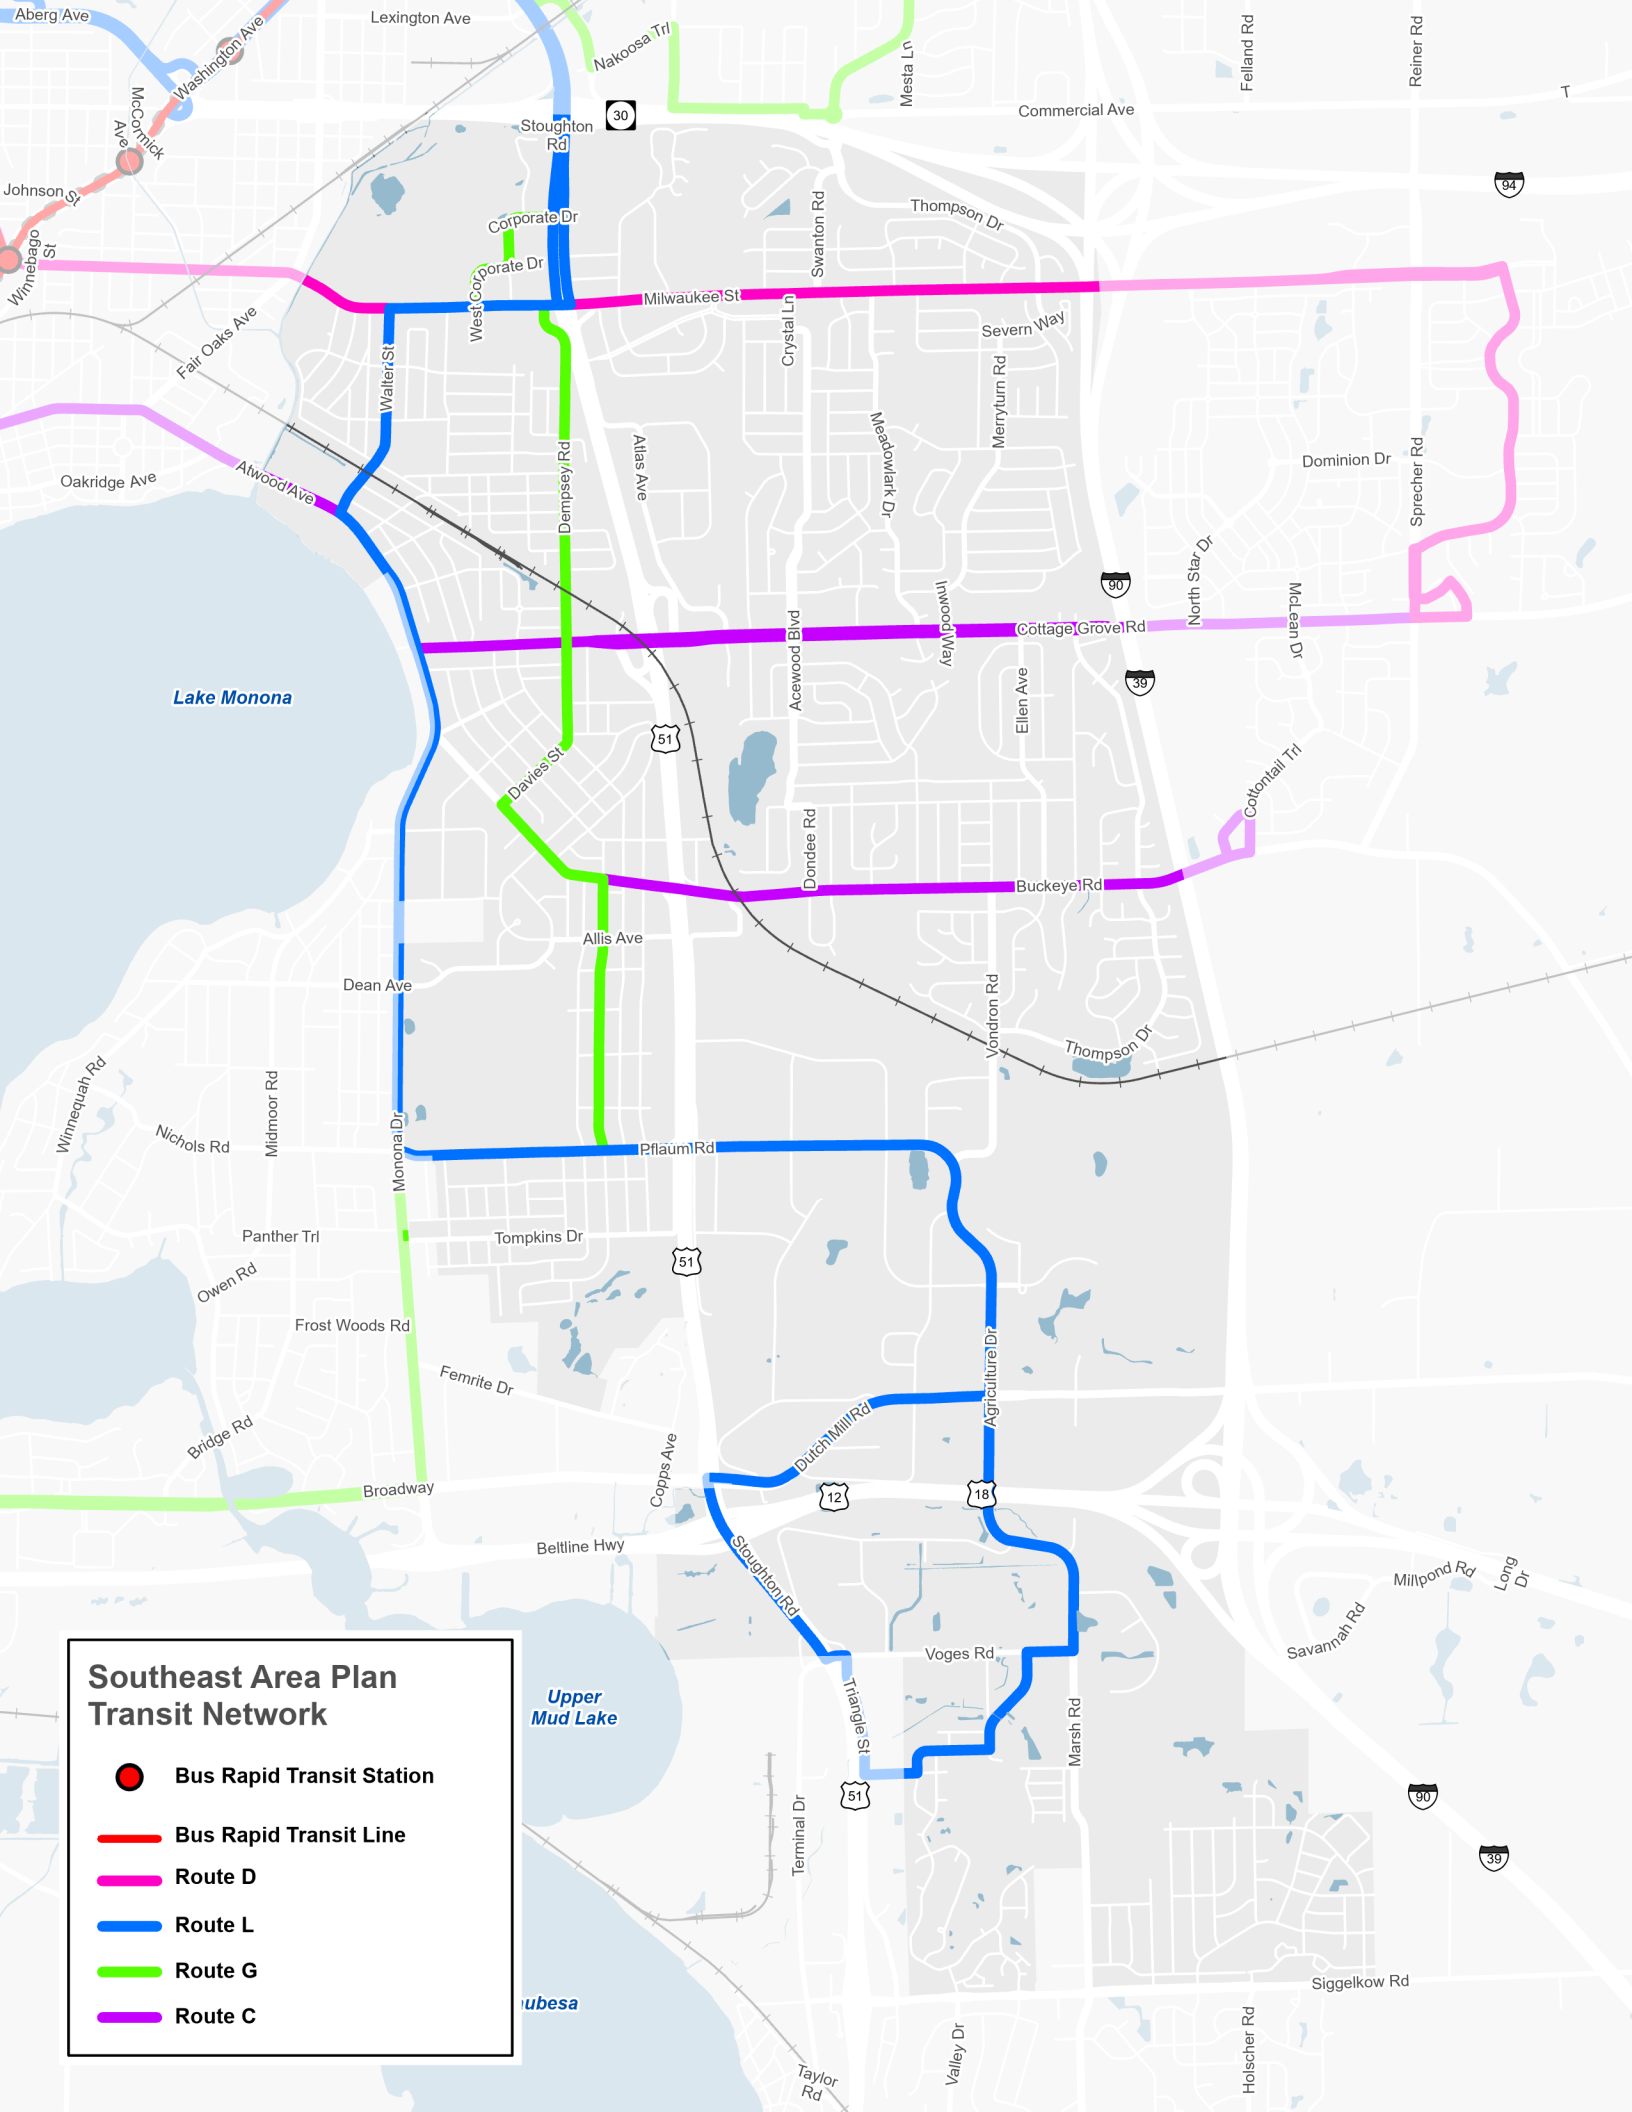 Aberg Ave
Lexington Ave
Washington Ave
Nakoosa Trl
Mesta Ln
Felland Rd
Reiner Rd
T
Commercial Ave
30
Stoughton
Rd
McCormick
Ave
Johnson St
Winnebago
St
94
Thompson Dr
Swanton Rd
Corporate Dr
West Corporate Dr
Milwaukee St
Fair Oaks Ave
Walter St
Crystal Ln
Severn Way
Merryturn Rd
Meadowlark Dr
Atlas Ave
Dempsey Rd
Oakridge Ave
Atwood Ave
Dominion Dr
Sprecher Rd
North Star Dr
90
McLean Dr
Inwood Way
Cottage Grove Rd
Acewood Blvd
Ellen Ave
39
Lake Monona
51
Davies St
Cottontail Trl
Dondee Rd
Buckeye Rd
Allis Ave
Dean Ave
Vondron Rd
Thompson Dr
Winnequah Rd
Midmoor Rd
Nichols Rd
Monona Dr
Pflaum Rd
Panther Trl
Tompkins Dr
51
Owen Rd
Frost Woods Rd
Femrite Dr
Agriculture Dr
Dutch Mill Rd
Bridge Rd
Copps Ave
Broadway
12
18
Beltline Hwy
Stoughton Rd
Millpond Rd
Long
Dr
Savannah Rd
Voges Rd
Triangle St
Marsh Rd
Upper
Mud Lake
51
Terminal Dr
90
39
Siggelkow Rd
Holscher Rd
Valley Dr
Taylor
Rd
ubesa
Southeast Area Plan
Transit Network
Bus Rapid Transit Station
Bus Rapid Transit Line
Route D
Route L
Route G
Route C